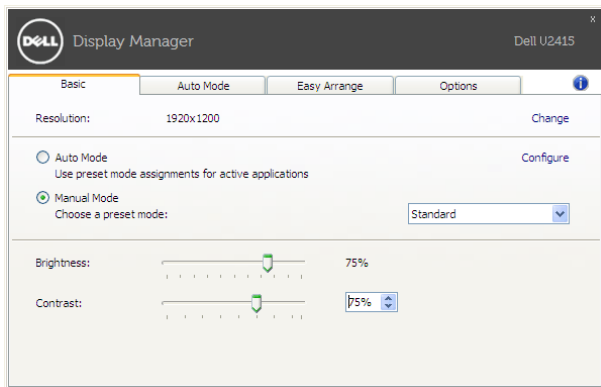 x
DELL Display Manager Dell U2415
Basic Auto Mode Easy Arrange Options i
Resolution: 1920x1200 Change
Auto Mode Configure
Use preset mode assignments for active applications
Manual Mode
Choose a preset mode: Standard
Brightness: 75%
Contrast: 75%